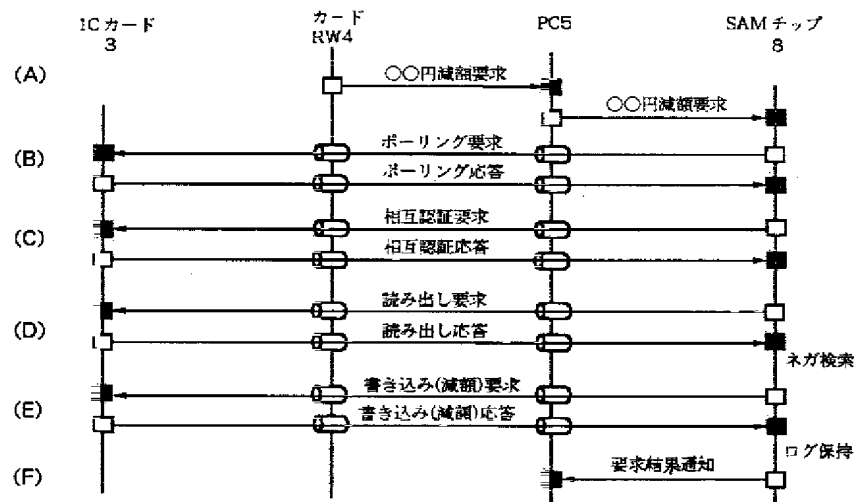 ICカード
3
カード
RW4
PC5
SAMチップ
8
(A)
○○円減額要求
○○円減額要求
(B)
ポーリング要求
ポーリング応答
(C)
相互認証要求
相互認証応答
(D)
読み出し要求
読み出し応答
ネガ検索
(E)
書き込み(減額)要求
書き込み(減額)応答
ログ保持
(F)
要求結果通知